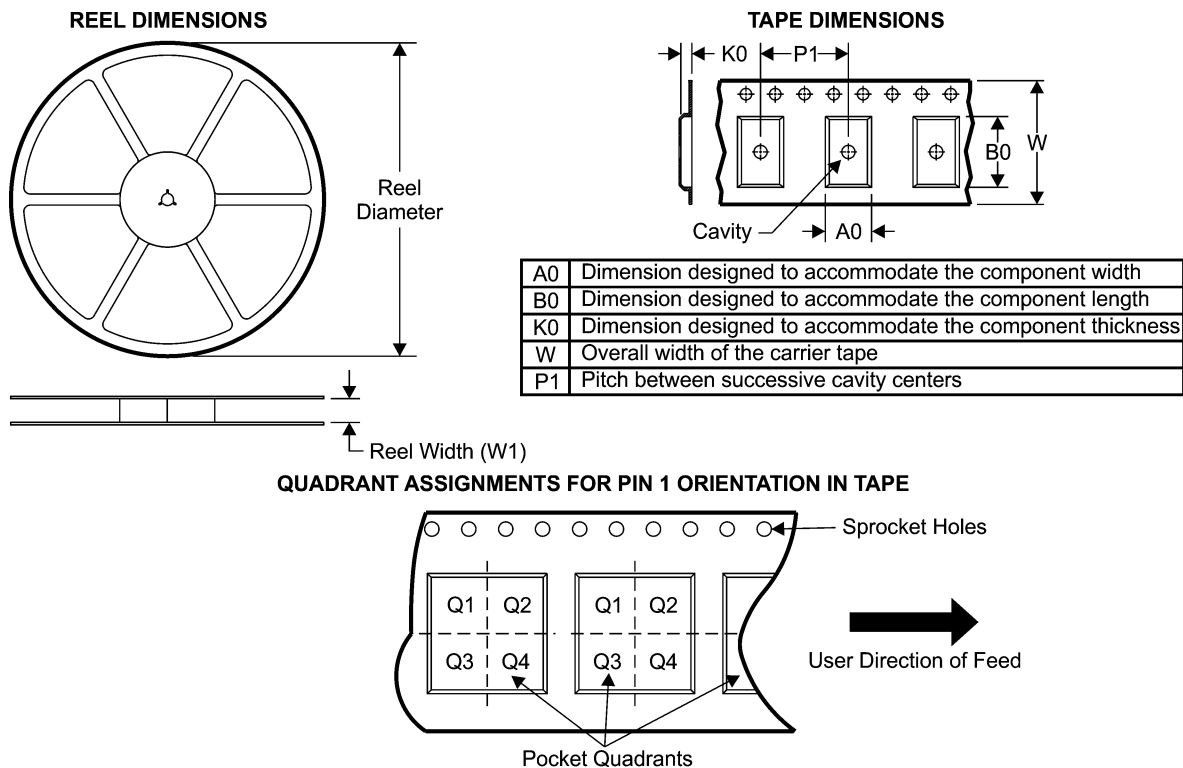 REEL DIMENSIONS
Reel
Diameter
Reel Width (W1)
TAPE DIMENSIONS
K0
P1
W
B0
Cavity
A0
A0 Dimension designed to accommodate the component width
B0 Dimension designed to accommodate the component length
K0 Dimension designed to accommodate the component thickness
W Overall width of the carrier tape
P1 Pitch between successive cavity centers
QUADRANT ASSIGNMENTS FOR PIN 1 ORIENTATION IN TAPE
Sprocket Holes
Q1 Q2 Q1 Q2
Q3 Q4 Q3 Q4
User Direction of Feed
Pocket Quadrants